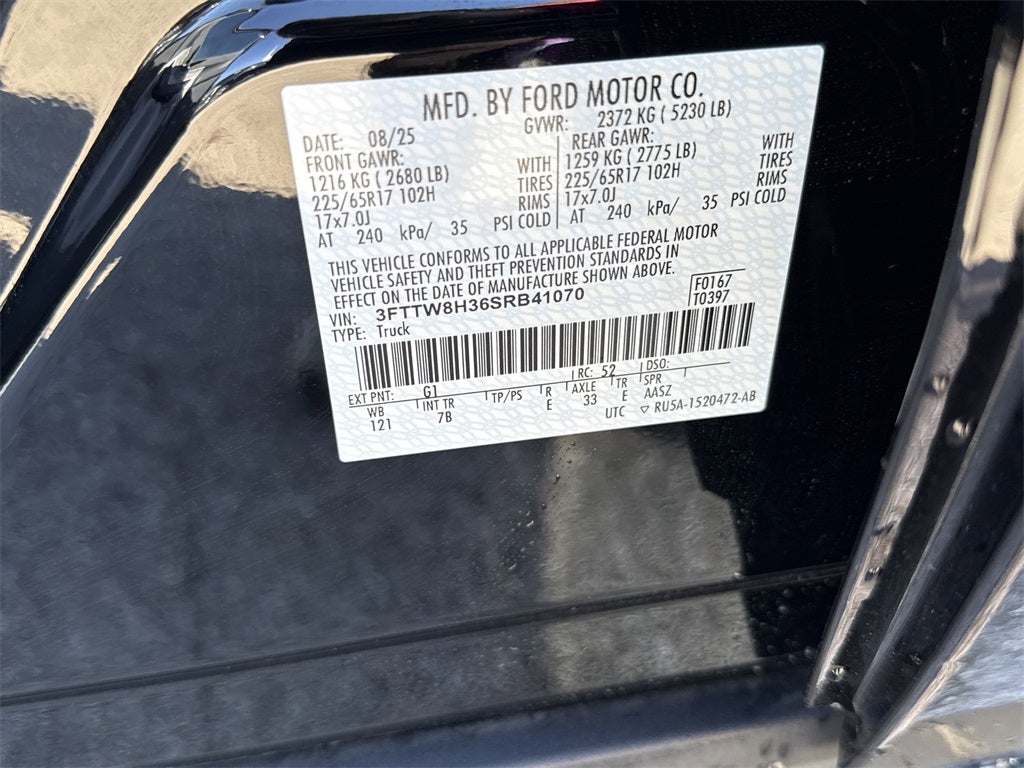 MFD. BY FORD MOTOR CO.
DATE: 08/25 GVWR: 2372 KG ( 5230 LB)
FRONT GAWR: REAR GAWR:
1216 KG ( 2680 LB) WITH 1259 KG ( 2775 LB) WITH
225/65R17 102H TIRES 225/65R17 102H TIRES
17x7.0J RIMS 17x7.0J RIMS
AT 240 kPa/ 35 PSI COLD AT 240 kPa/ 35 PSI COLD
THIS VEHICLE CONFORMS TO ALL APPLICABLE FEDERAL MOTOR
VEHICLE SAFETY AND THEFT PREVENTION STANDARDS IN
EFFECT ON THE DATE OF MANUFACTURE SHOWN ABOVE.
VIN: 3FTTW8H36SRB41070 F0167
TYPE: Truck T0397
EXT PNT: G1 RC: 52 DSO:
WB INT TR TP/PS R AXLE TR SPR
121 7B E 33 E AASZ
UTC ▽ RU5A-1520472-AB